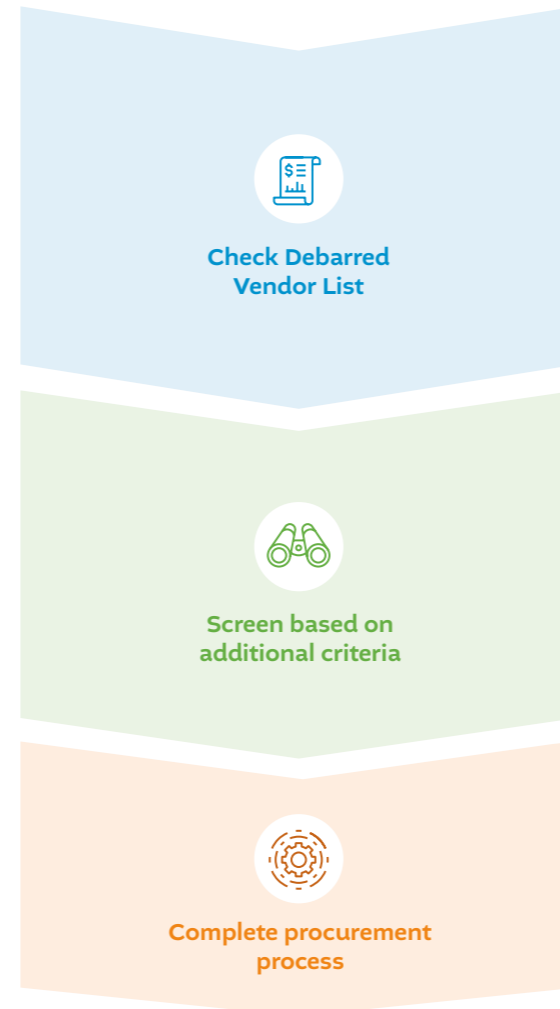 Check Debarred
Vendor List
Screen based on
additional criteria
Complete procurement
process